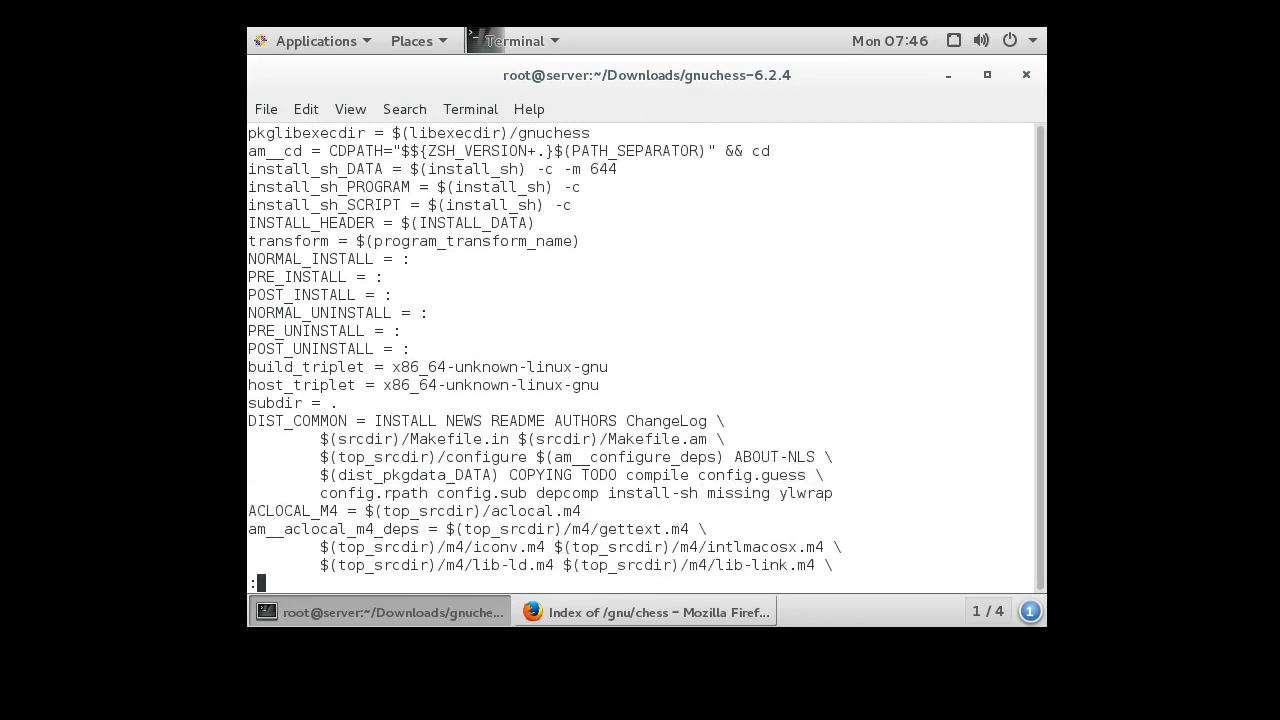 Applications Places Terminal Mon 07:46
root@server:~/Downloads/gnuchess-6.2.4
File Edit View Search Terminal Help
pkglibexecdir = $(libexecdir)/gnuchess
am__cd = CDPATH="$${ZSH_VERSION+.}$(PATH_SEPARATOR)" && cd
install_sh_DATA = $(install_sh) -c -m 644
install_sh_PROGRAM = $(install_sh) -c
install_sh_SCRIPT = $(install_sh) -c
INSTALL_HEADER = $(INSTALL_DATA)
transform = $(program_transform_name)
NORMAL_INSTALL = :
PRE_INSTALL = :
POST_INSTALL = :
NORMAL_UNINSTALL = :
PRE_UNINSTALL = :
POST_UNINSTALL = :
build_triplet = x86_64-unknown-linux-gnu
host_triplet = x86_64-unknown-linux-gnu
subdir = .
DIST_COMMON = INSTALL NEWS README AUTHORS ChangeLog \
        $(srcdir)/Makefile.in $(srcdir)/Makefile.am \
        $(top_srcdir)/configure $(am__configure_deps) ABOUT-NLS \
        $(dist_pkgdata_DATA) COPYING TODO compile config.guess \
        config.rpath config.sub depcomp install-sh missing ylwrap
ACLOCAL_M4 = $(top_srcdir)/aclocal.m4
am__aclocal_m4_deps = $(top_srcdir)/m4/gettext.m4 \
        $(top_srcdir)/m4/iconv.m4 $(top_srcdir)/m4/intlmacosx.m4 \
        $(top_srcdir)/m4/lib-ld.m4 $(top_srcdir)/m4/lib-link.m4 \
:
root@server:~/Downloads/gnuche... Index of /gnu/chess – Mozilla Firef... 1 / 4 1